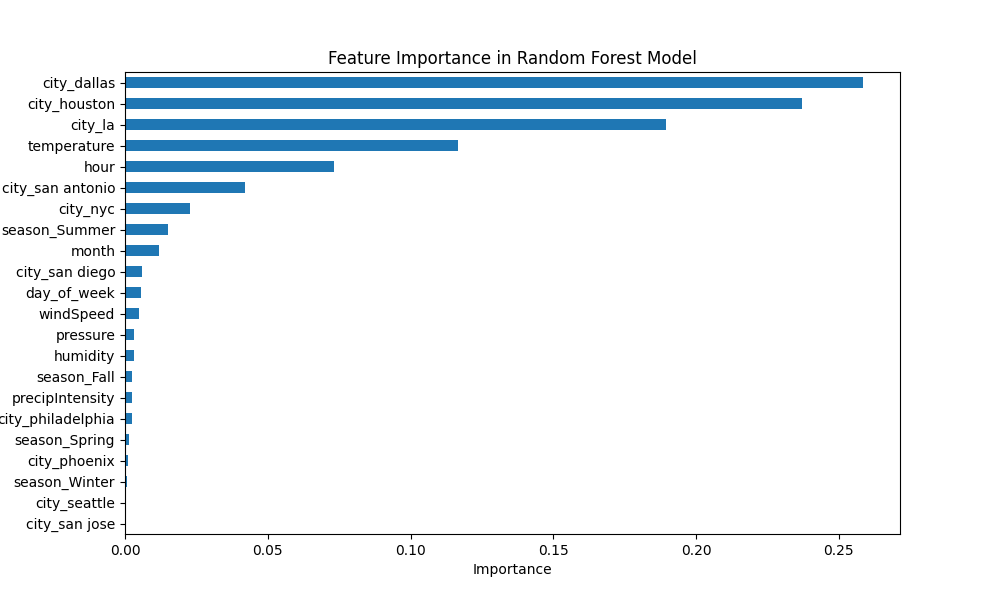 Feature Importance in Random Forest Model
city_dallas
city_houston
city_la
temperature
hour
city_san antonio
city_nyc
season_Summer
month
city_san diego
day_of_week
windSpeed
pressure
humidity
season_Fall
precipIntensity
city_philadelphia
season_Spring
city_phoenix
season_Winter
city_seattle
city_san jose
0.00 0.05 0.10 0.15 0.20 0.25
Importance